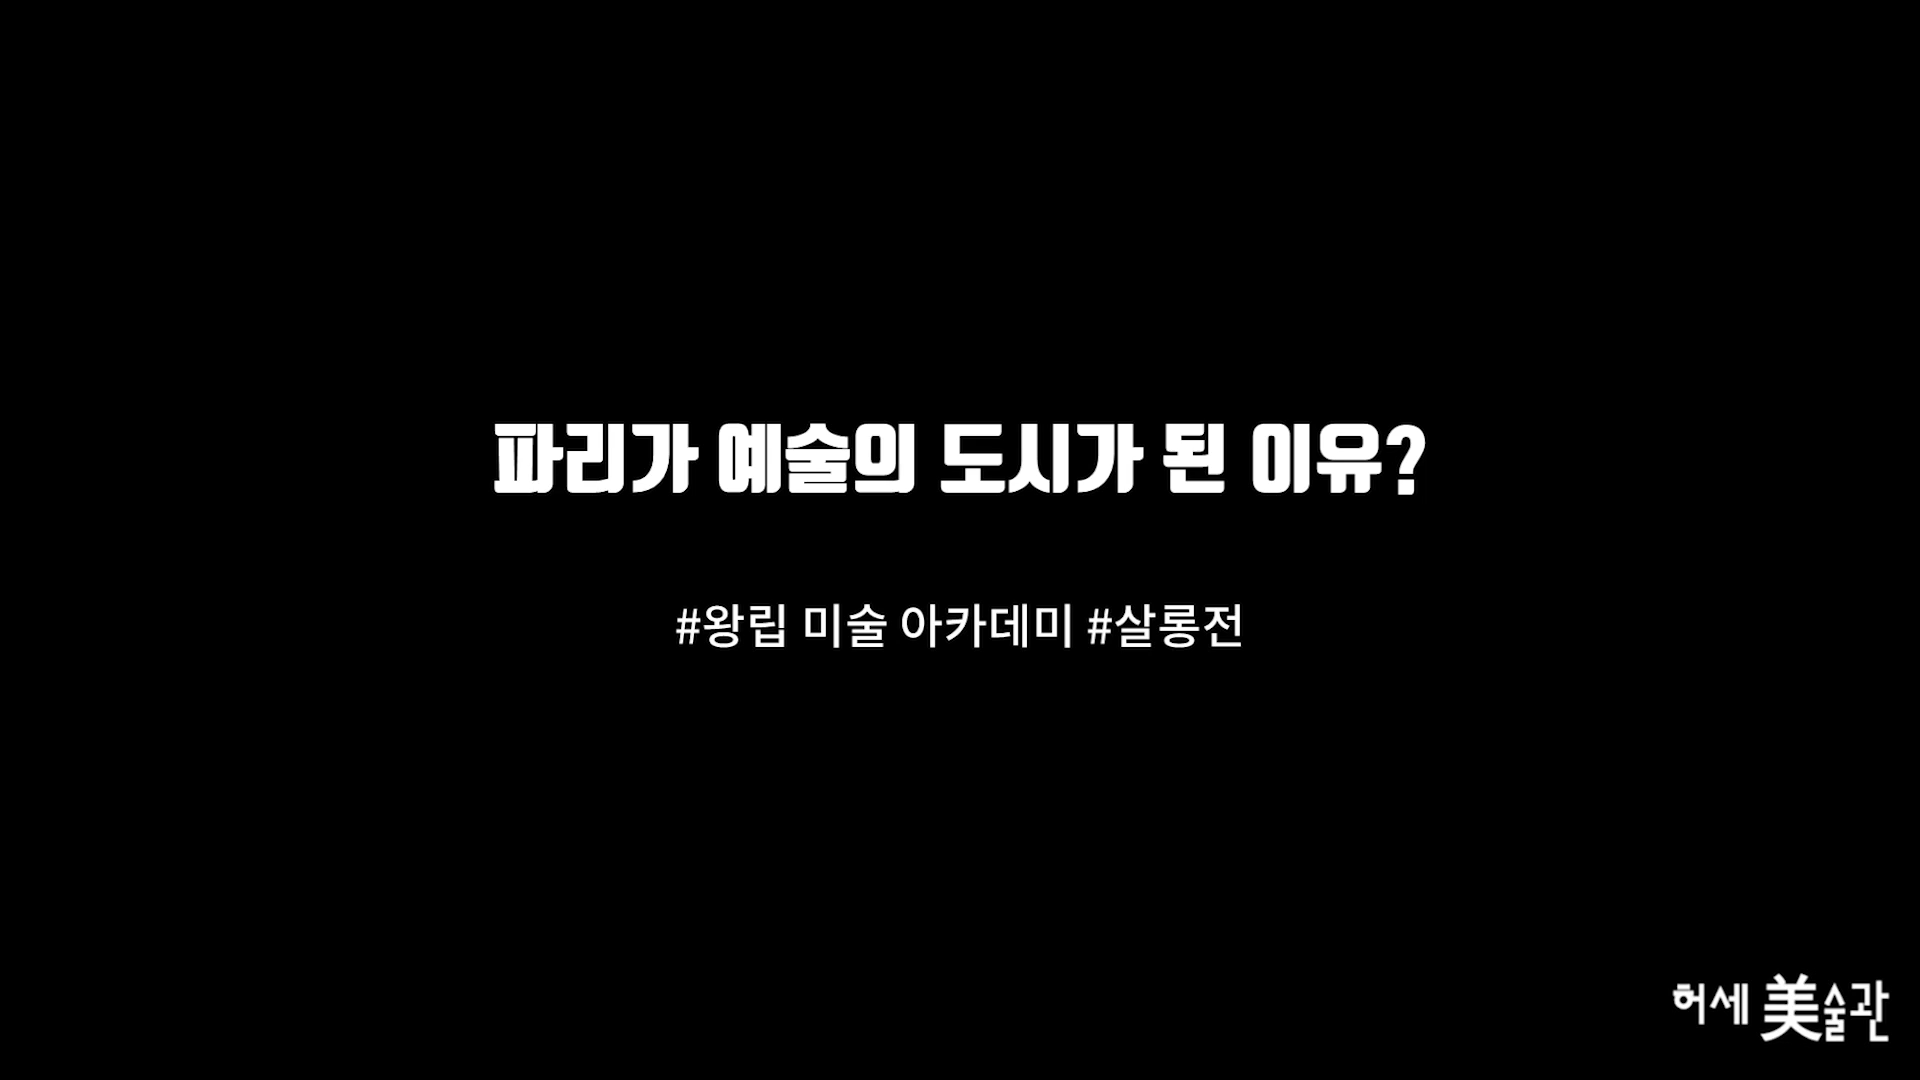 파리가 예술의 도시가 된 이유?
#왕립 미술 아카데미 #살롱전
허세 美술관